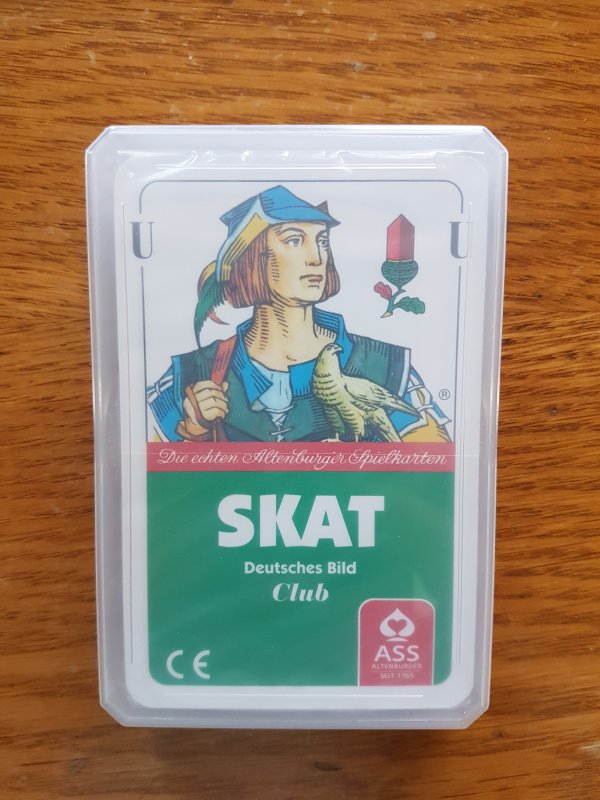 U U
®
Die echten Altenburger Spielkarten
SKAT
Deutsches Bild
Club
CE
ASS
ALTENBURGER
SEIT 1765